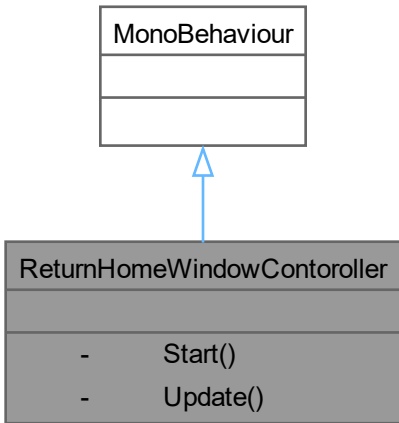 MonoBehaviour
ReturnHomeWindowContoroller
- Start()
- Update()